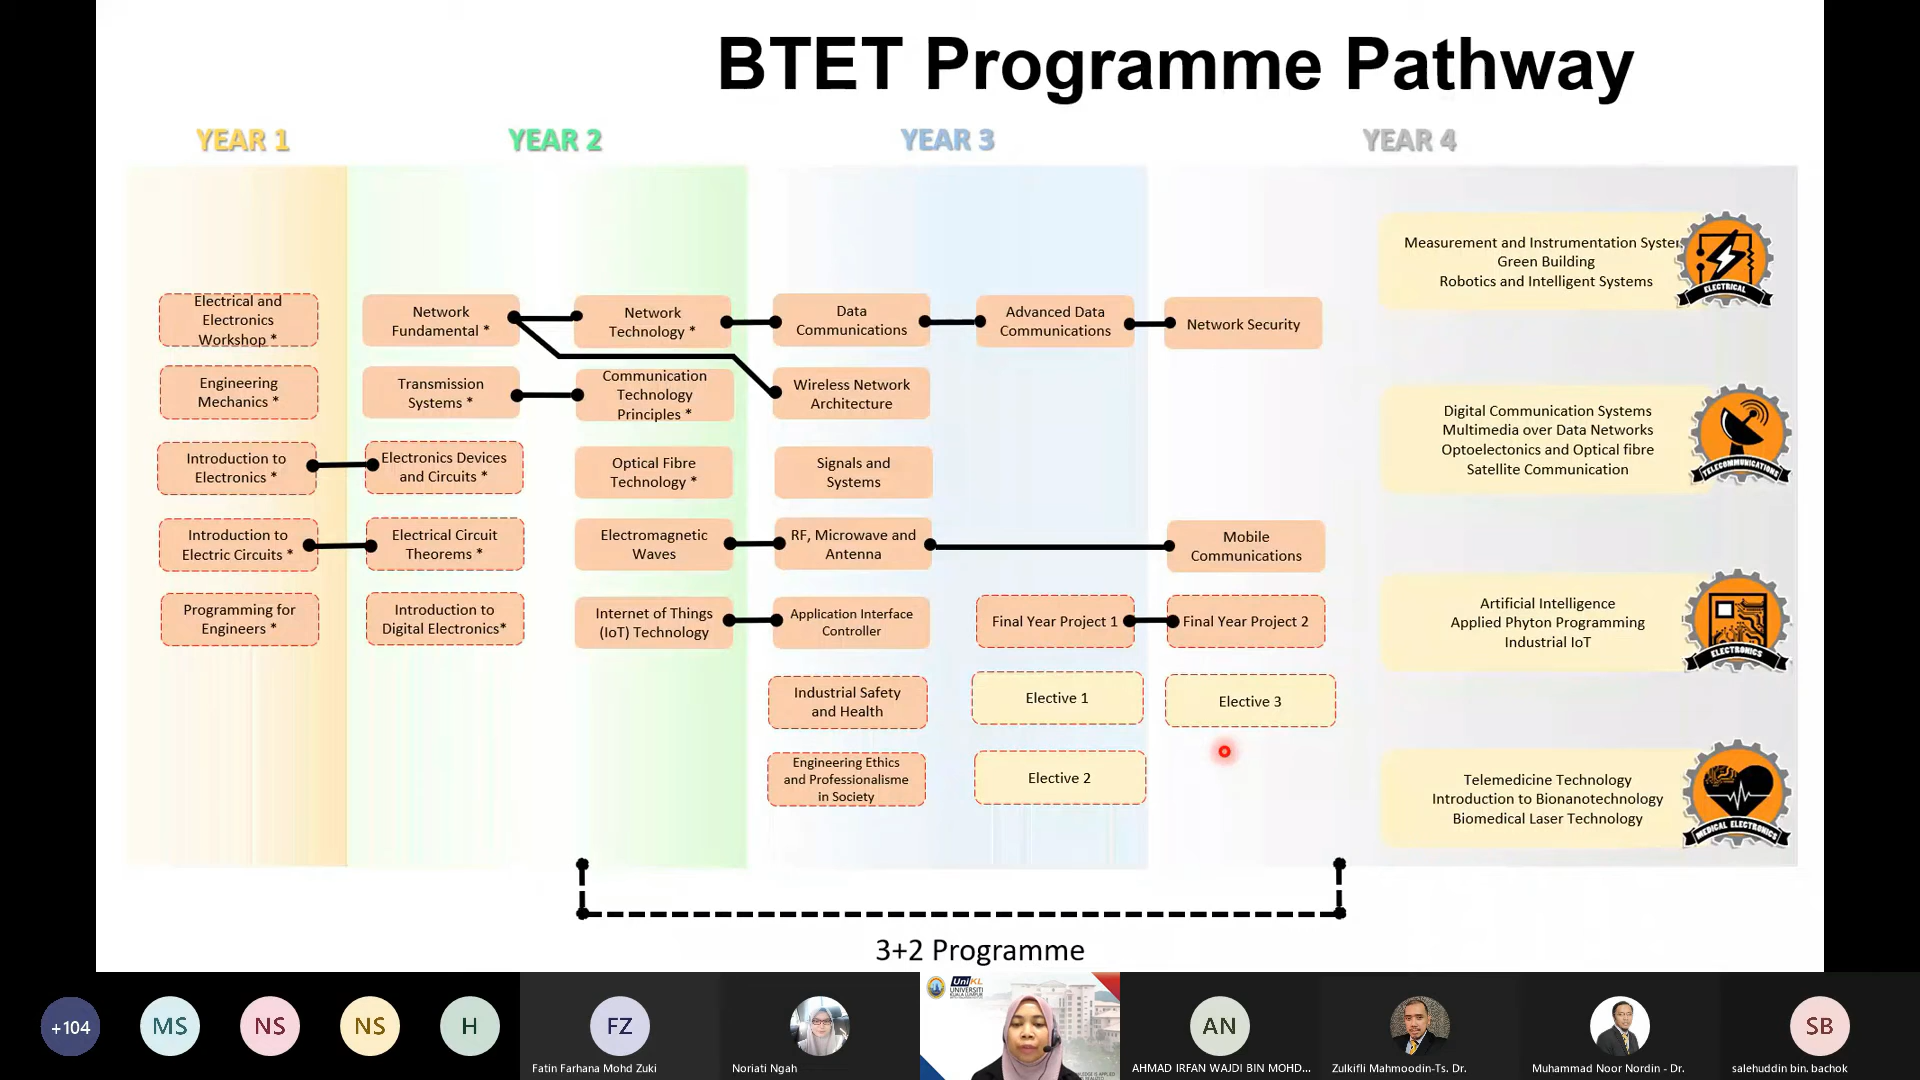 BTET Programme Pathway
YEAR 1
YEAR 2
YEAR 3
YEAR 4
Electrical and
Electronics
Workshop *
Engineering
Mechanics *
Introduction to
Electronics *
Introduction to
Electric Circuits *
Programming for
Engineers *
Network
Fundamental *
Transmission
Systems *
Electronics Devices
and Circuits *
Electrical Circuit
Theorems *
Introduction to
Digital Electronics*
Network
Technology *
Communication
Technology
Principles *
Optical Fibre
Technology *
Electromagnetic
Waves
Internet of Things
(IoT) Technology
Data
Communications
Wireless Network
Architecture
Signals and
Systems
RF, Microwave and
Antenna
Application Interface
Controller
Industrial Safety
and Health
Engineering Ethics
and Professionalisme
in Society
Advanced Data
Communications
Final Year Project 1
Elective 1
Elective 2
Network Security
Mobile
Communications
Final Year Project 2
Elective 3
Measurement and Instrumentation System
Green Building
Robotics and Intelligent Systems
ELECTRICAL
Digital Communication Systems
Multimedia over Data Networks
Optoelectonics and Optical fibre
Satellite Communication
TELECOMMUNICATIONS
Artificial Intelligence
Applied Phyton Programming
Industrial IoT
ELECTRONICS
Telemedicine Technology
Introduction to Bionanotechnology
Biomedical Laser Technology
MEDICAL ELECTRONICS
3+2 Programme
+104
MS
NS
NS
H
FZ
Fatin Farhana Mohd Zuki
Noriati Ngah
UniKL
UNIVERSITI
KUALA LUMPUR
AN
AHMAD IRFAN WAJDI BIN MOHD...
Zulkifli Mahmoodin-Ts. Dr.
Muhammad Noor Nordin - Dr.
SB
salehuddin bin. bachok